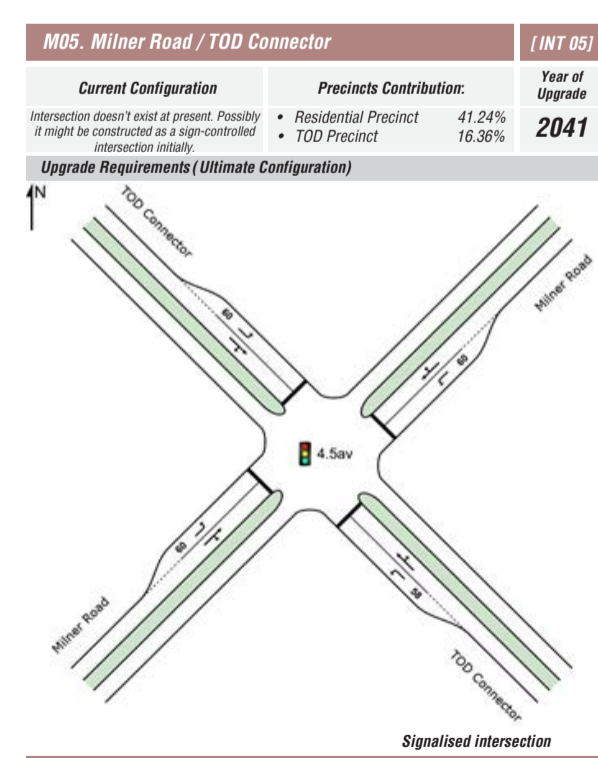 M05. Milner Road / TOD Connector
[ INT 05]
Current Configuration
Precincts Contribution:
Year of
Upgrade
Intersection doesn't exist at present. Possibly
it might be constructed as a sign-controlled
intersection initially.
• Residential Precinct 41.24%
• TOD Precinct 16.36%
2041
Upgrade Requirements ( Ultimate Configuration)
N
TOD Connector
Milner Road
60
60
4.5av
60
58
Milner Road
TOD Connector
Signalised intersection